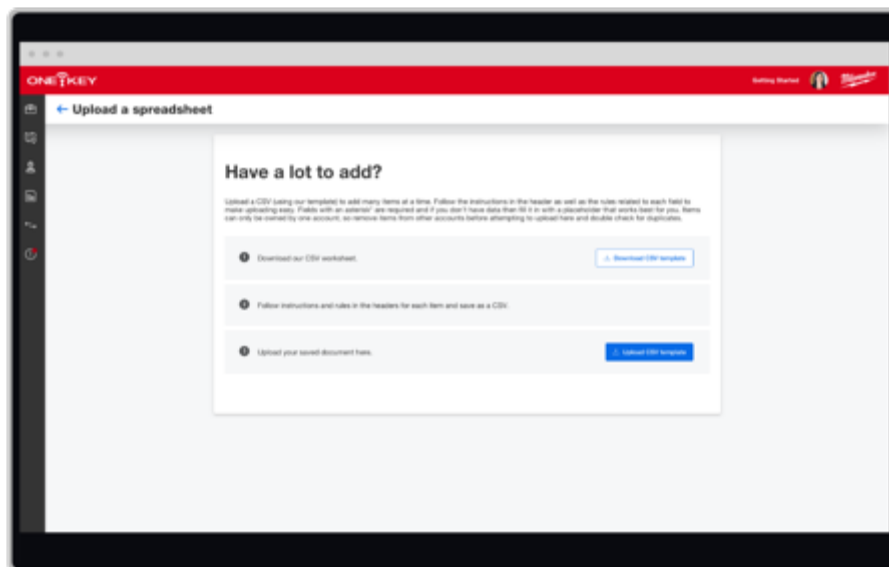 ONE KEY
Getting Started
Milwaukee
← Upload a spreadsheet
Have a lot to add?
Upload a CSV (using our template) to add many items at a time. Follow the instructions in the header as well as the rules related to each field to
make uploading easy. Fields with an asterisk* are required and if you don't have data then fill it in with a placeholder that works best for you. Items
can only be owned by one account, so remove items from other accounts before attempting to upload here and double check for duplicates.
Download our CSV worksheet.
Download CSV template
Follow instructions and rules in the headers for each item and save as a CSV.
Upload your saved document here.
Upload CSV template